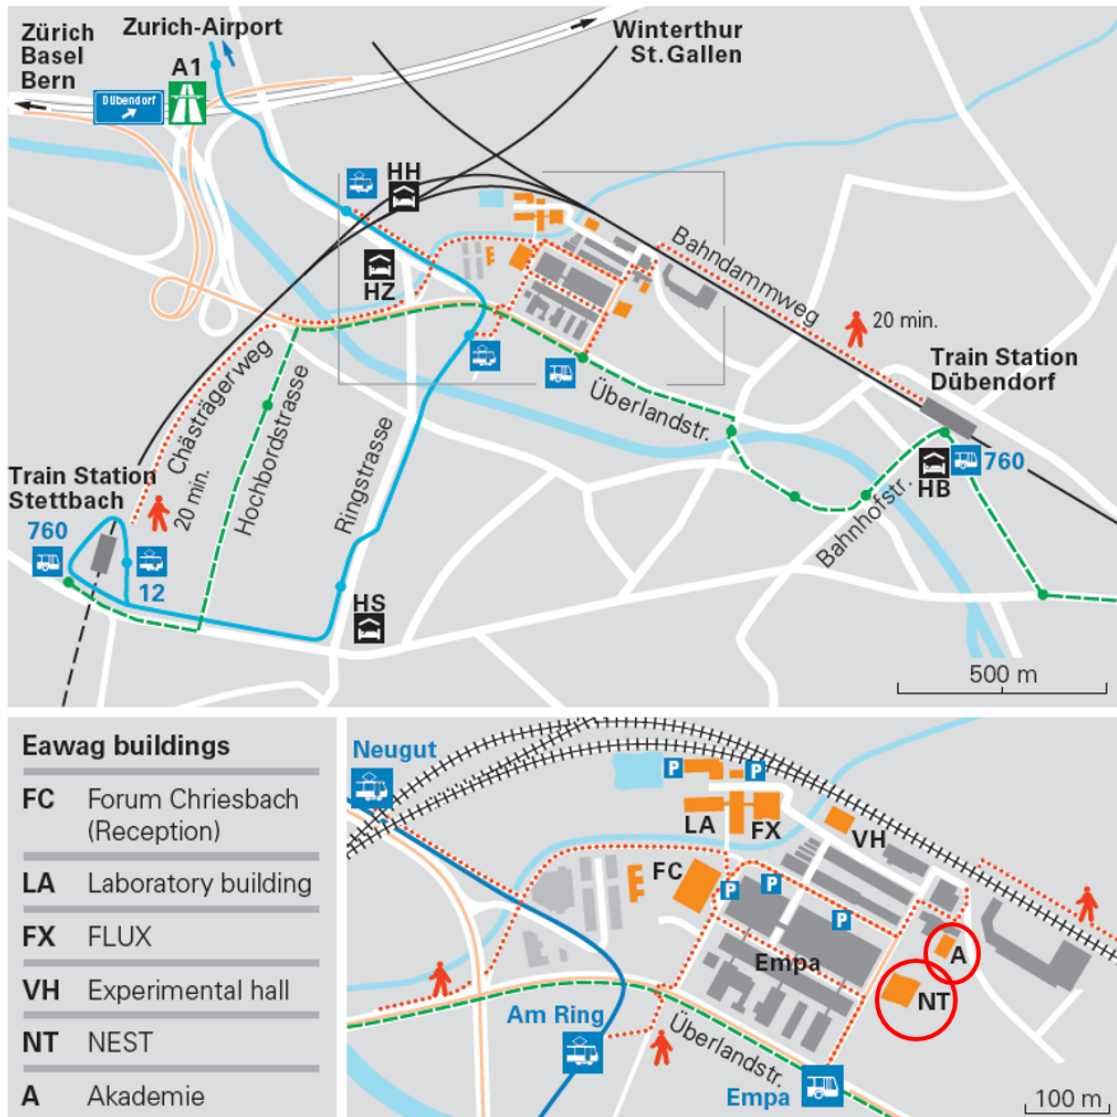 Zürich
Basel
Bern
Zurich-Airport
A1
Dübendorf
Winterthur
St. Gallen
HH
HZ
Bahndammweg
20 min.
Train Station
Dübendorf
Überlandstr.
760
HB
Bahnhofstr.
Chästrägerweg
Hochbordstrasse
Ringstrasse
Train Station
Stettbach
20 min.
760
12
HS
500 m
Eawag buildings
FC Forum Chriesbach
(Reception)
LA Laboratory building
FX FLUX
VH Experimental hall
NT NEST
A Akademie
Neugut
P
P
LA
FX
VH
FC
P
P
P
A
Empa
NT
Am Ring
Überlandstr.
Empa
100 m